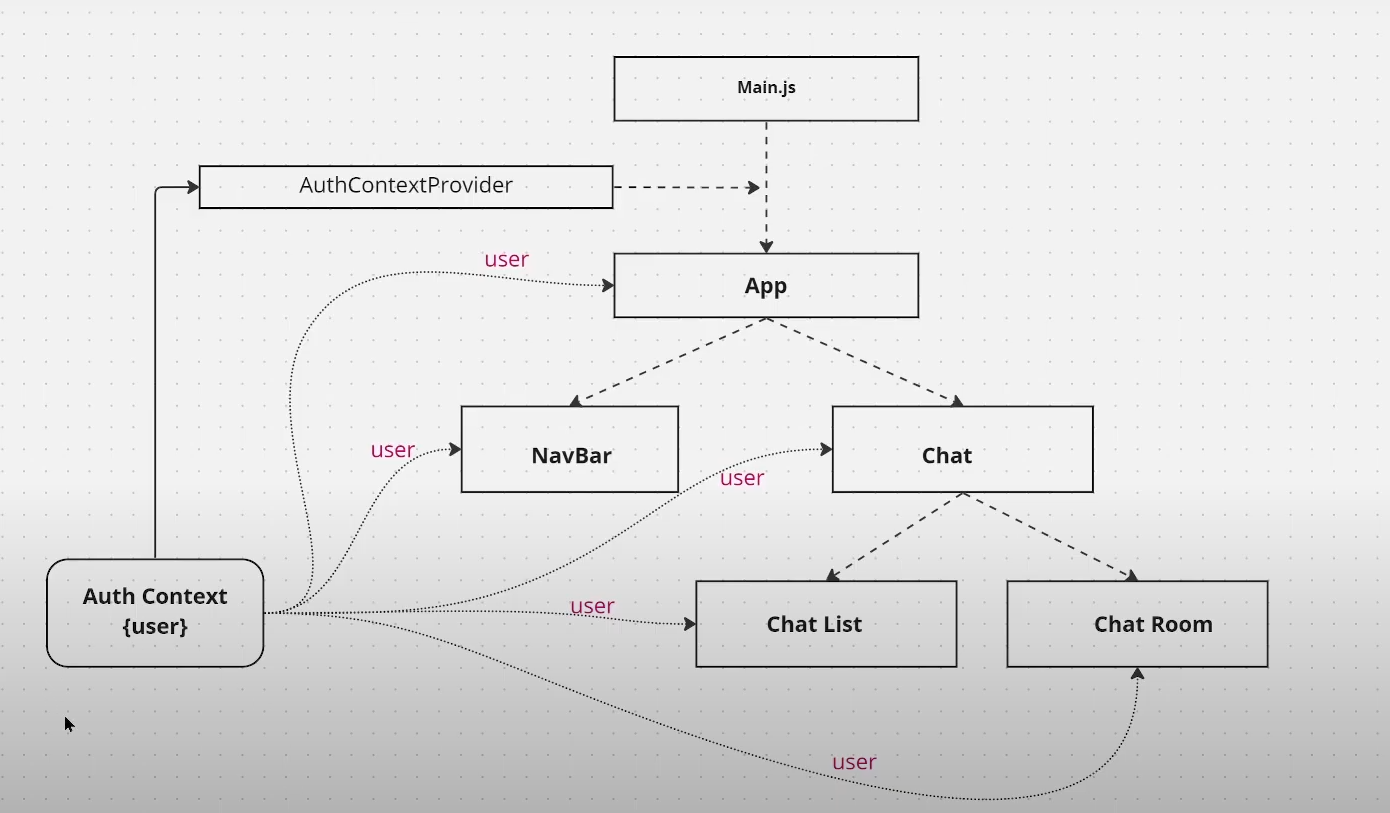 Main.js
AuthContextProvider
user
App
user
NavBar
Chat
user
Auth Context
{user}
user
Chat List
Chat Room
user